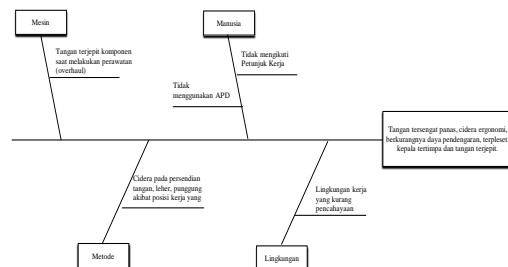 Mesin
Manusia
Tangan terjepit komponen
saat melakukan perawatan
(overhaul)
Tidak mengikuti
Petunjuk Kerja
Tidak
menggunakan APD
Tangan tersengat panas, cidera ergonomi,
berkurangnya daya pendengaran, terpleset,
kepala tertimpa dan tangan terjepit.
Cidera pada persendian
tangan, leher, punggung
akibat posisi kerja yang
Lingkungan kerja
yang kurang
pencahayaan
Metode
Lingkangan